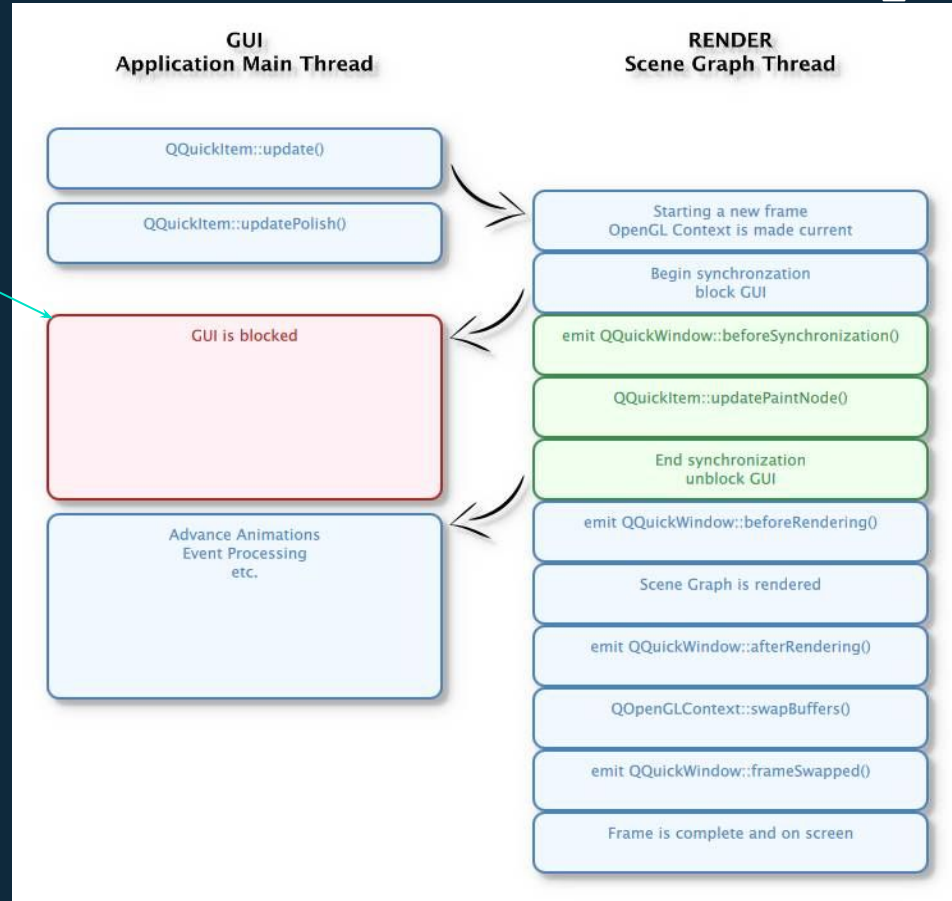 GUI
Application Main Thread
RENDER
Scene Graph Thread
QQuickItem::update()
QQuickItem::updatePolish()
GUI is blocked
Advance Animations
Event Processing
etc.
Starting a new frame
OpenGL Context is made current
Begin synchronzation
block GUI
emit QQuickWindow::beforeSynchronization()
QQuickItem::updatePaintNode()
End synchronization
unblock GUI
emit QQuickWindow::beforeRendering()
Scene Graph is rendered
emit QQuickWindow::afterRendering()
QOpenGLContext::swapBuffers()
emit QQuickWindow::frameSwapped()
Frame is complete and on screen